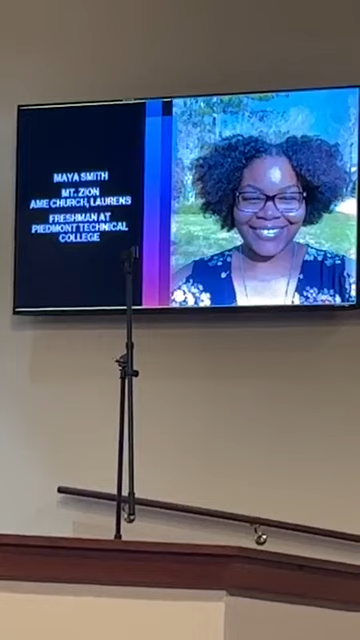 MAYA SMITH
MT. ZION
AME CHURCH, LAURENS
FRESHMAN AT
PIEDMONT TECHNICAL
COLLEGE